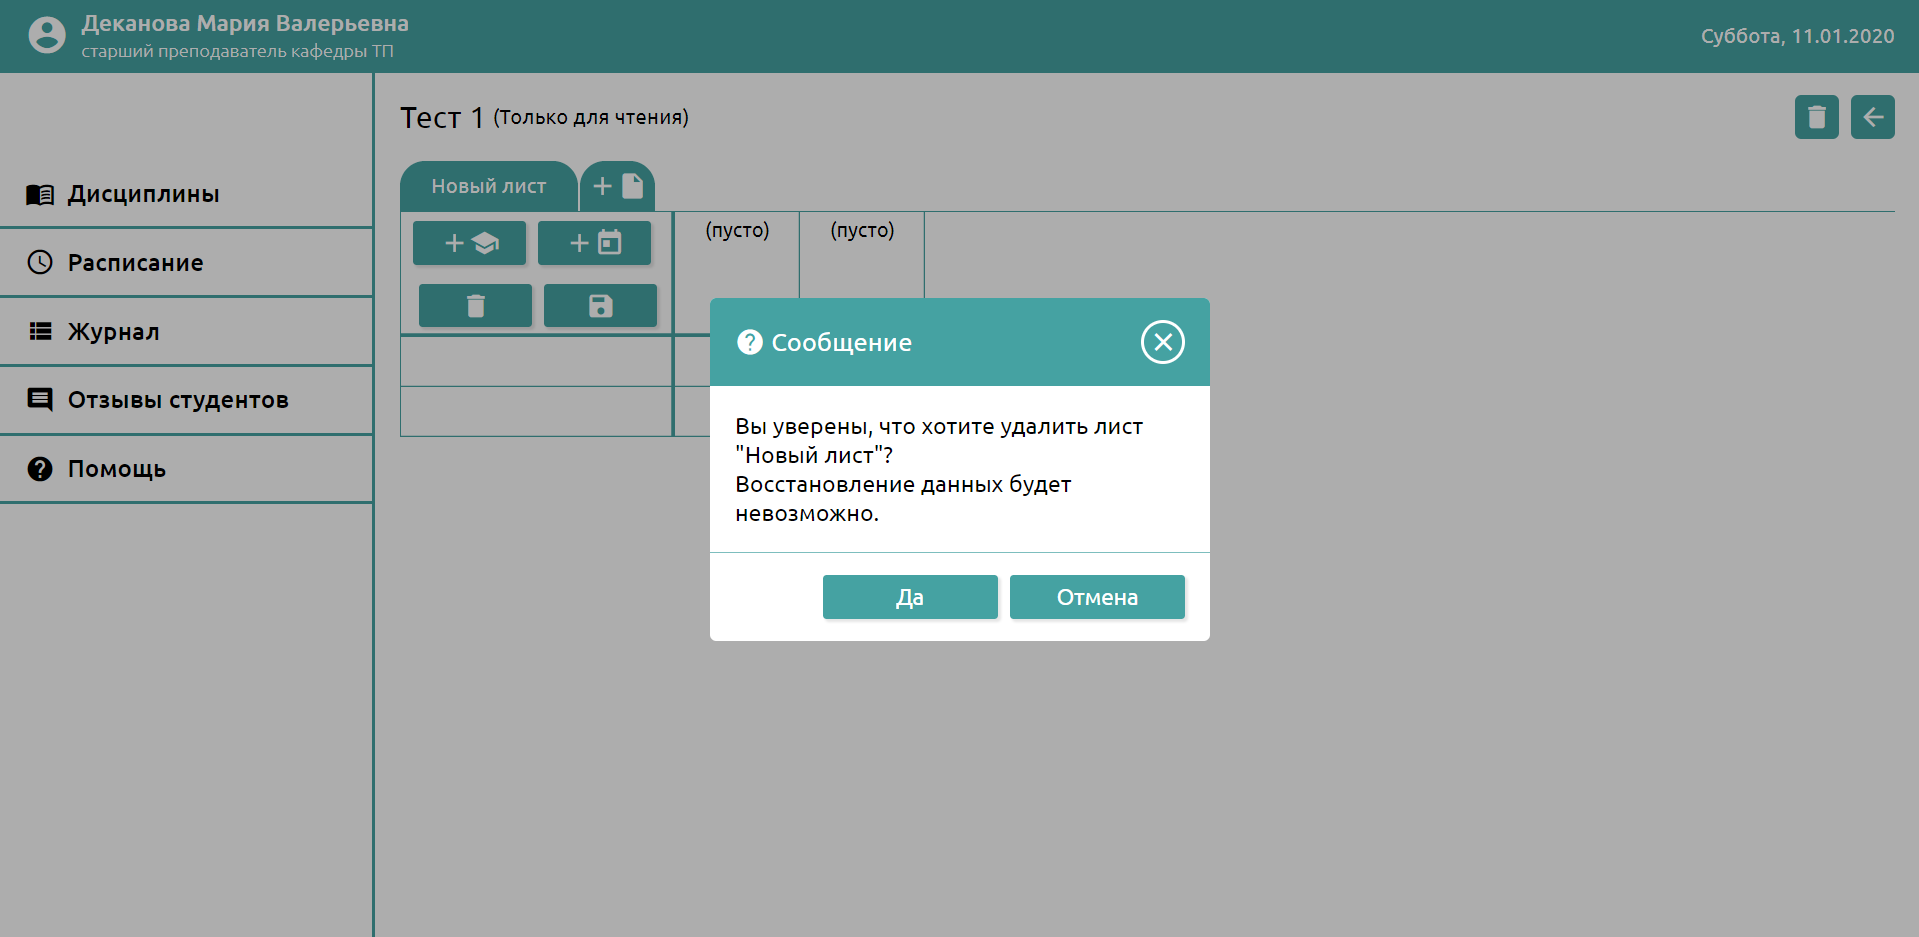 Деканова Мария Валерьевна
старший преподаватель кафедры ТП
Суббота, 11.01.2020
Дисциплины
Расписание
Журнал
Отзывы студентов
Помощь
Тест 1 (Только для чтения)
Новый лист
(пусто) (пусто)
Сообщение
Вы уверены, что хотите удалить лист
"Новый лист"?
Восстановление данных будет
невозможно.
Да Отмена